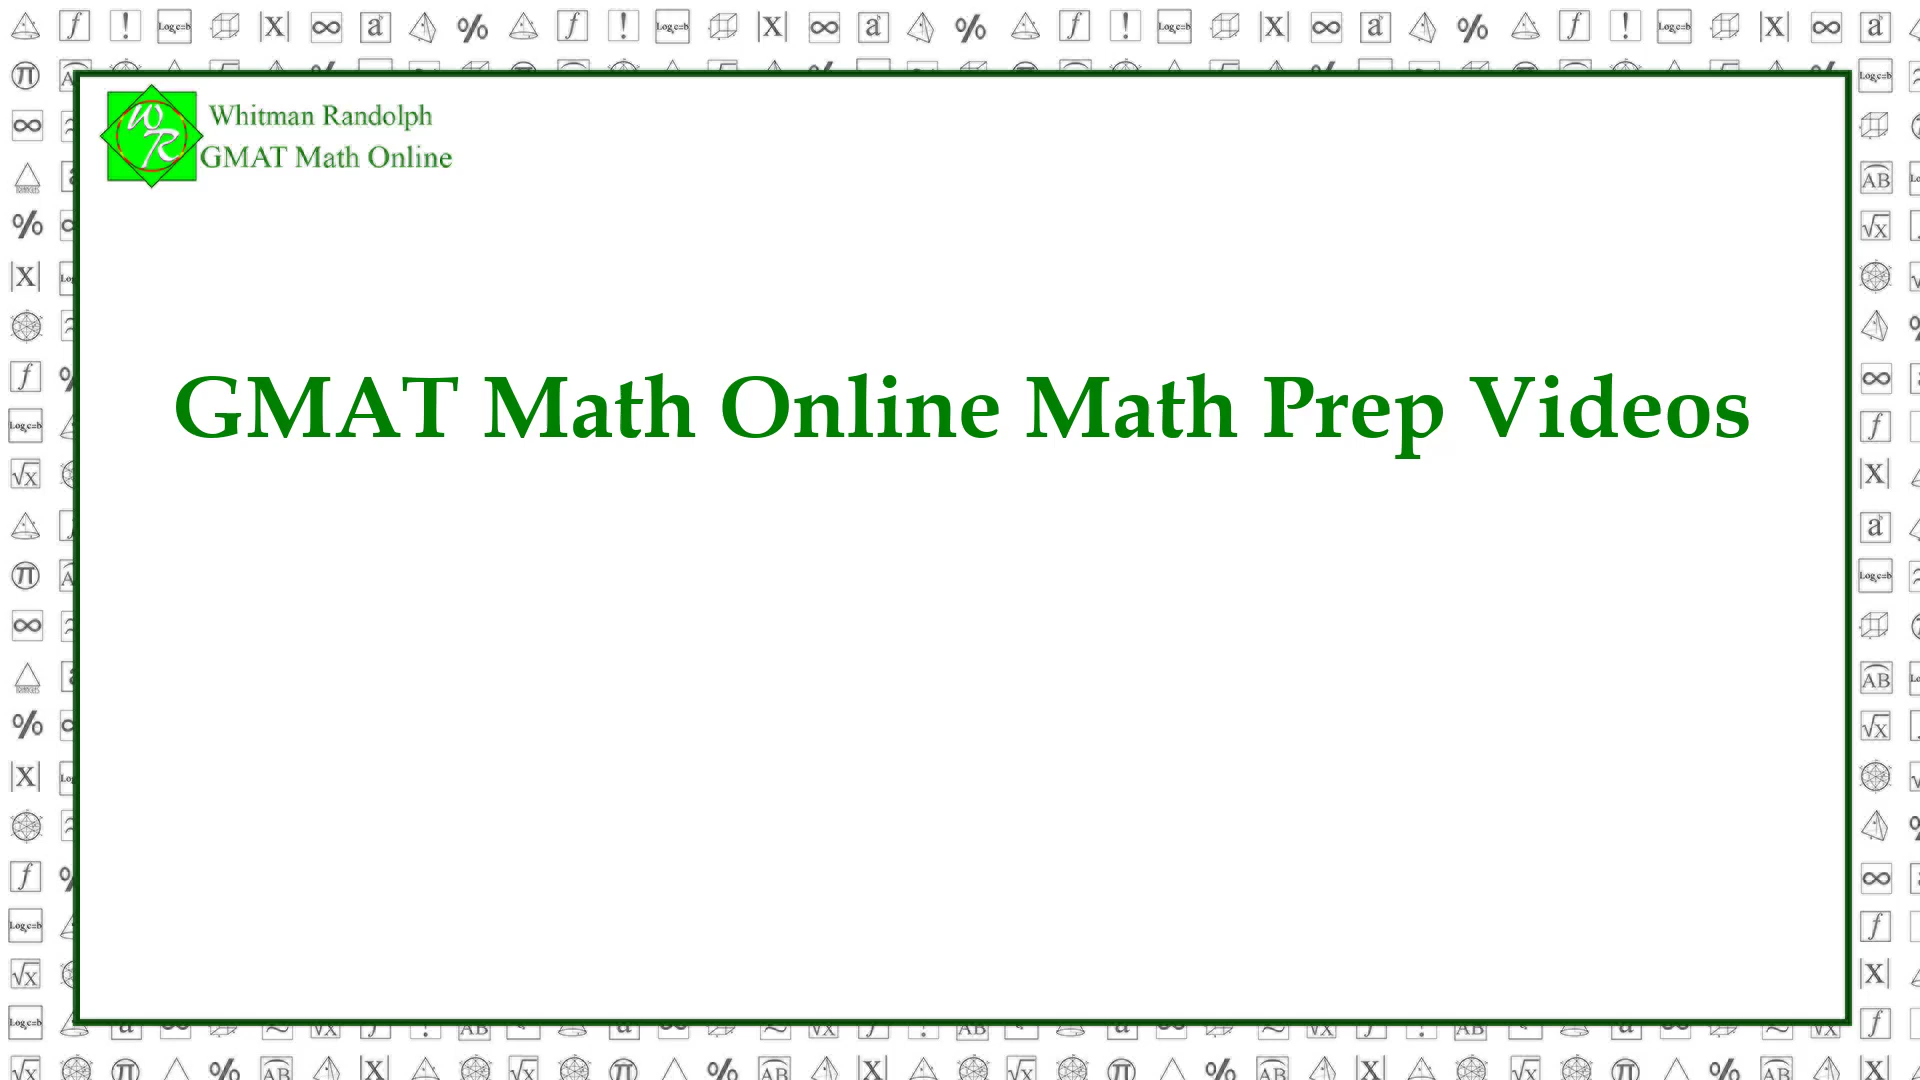 Whitman Randolph
GMAT Math Online
GMAT Math Online Math Prep Videos